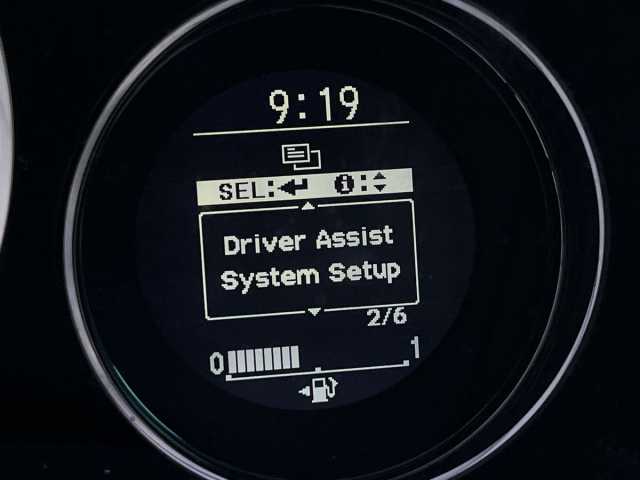 9:19
SEL: i:
Driver Assist
System Setup
2/6
0 1